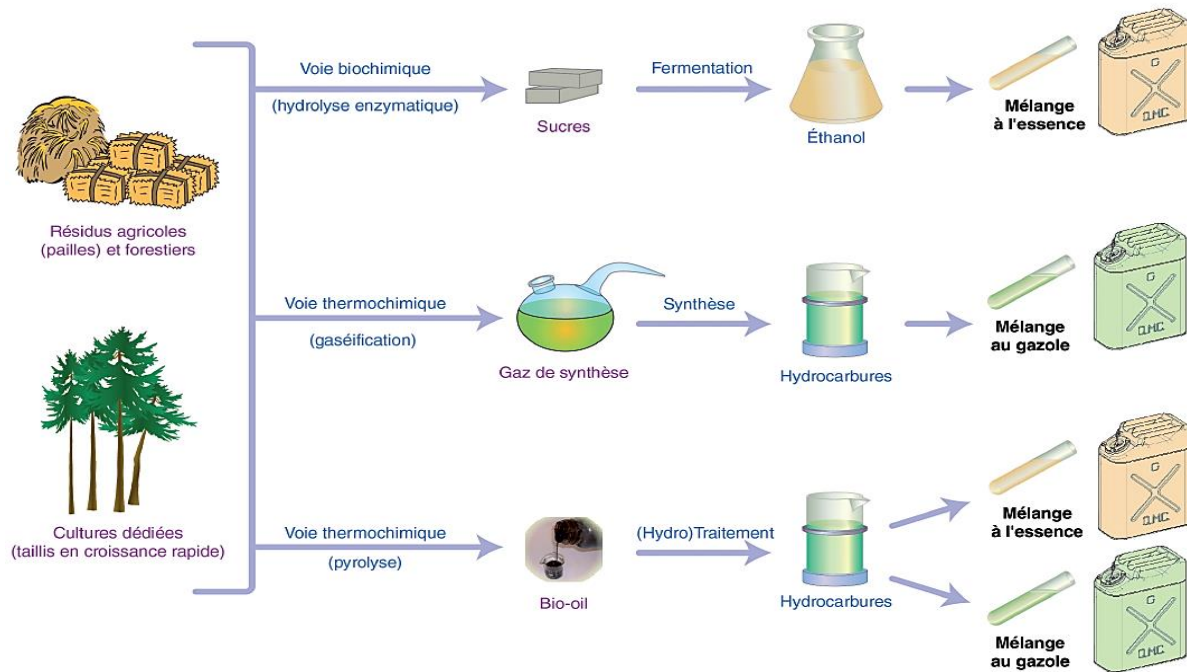 Résidus agricoles
(pailles) et forestiers
Cultures dédiées
(taillis en croissance rapide)
Voie biochimique
(hydrolyse enzymatique)
Sucres
Fermentation
Éthanol
Mélange
à l'essence
G
D.M.C
Voie thermochimique
(gaséification)
Gaz de synthèse
Synthèse
Hydrocarbures
Mélange
au gazole
G
D.M.C
Voie thermochimique
(pyrolyse)
Bio-oil
(Hydro)Traitement
Hydrocarbures
Mélange
à l'essence
G
D.M.C
Mélange
au gazole
G
D.M.C